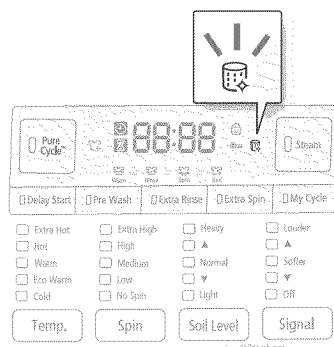 Pure
Cycle™
88:88
Steam
Warm Rinse Spin End
Delay Start Pre Wash Extra Rinse Extra Spin My Cycle
Extra Hot Extra High Heavy Louder
Hot High ▲ ▲
Warm Medium Normal Softer
Eco Warm Low ▼ ▼
Cold No Spin Light Off
Temp. Spin Soil Level Signal